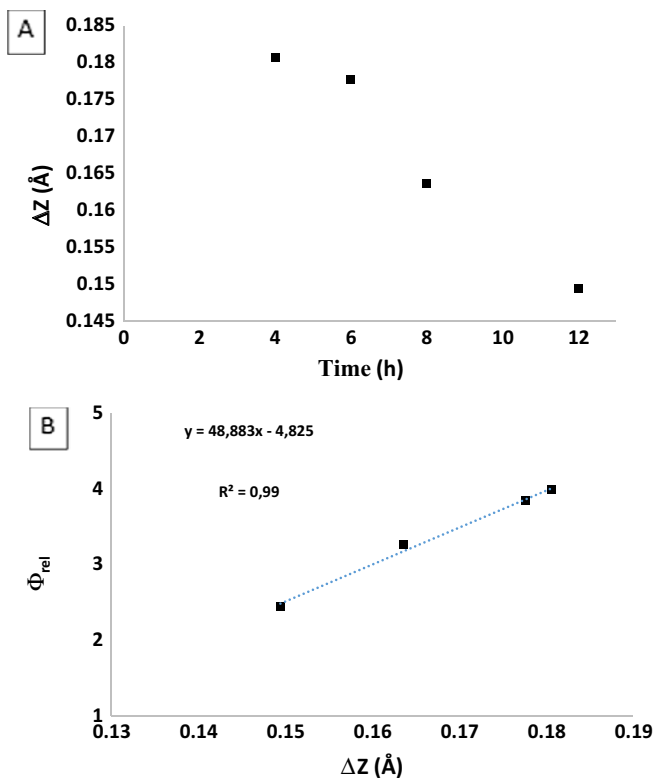 A
0.185
0.18
0.175
0.17
0.165
0.16
0.155
0.15
0.145
ΔZ (Å)
0 2 4 6 8 10 12
Time (h)
B
5
4
3
2
1
y = 48,883x - 4,825
R² = 0,99
Φrel
0.13 0.14 0.15 0.16 0.17 0.18 0.19
ΔZ (Å)